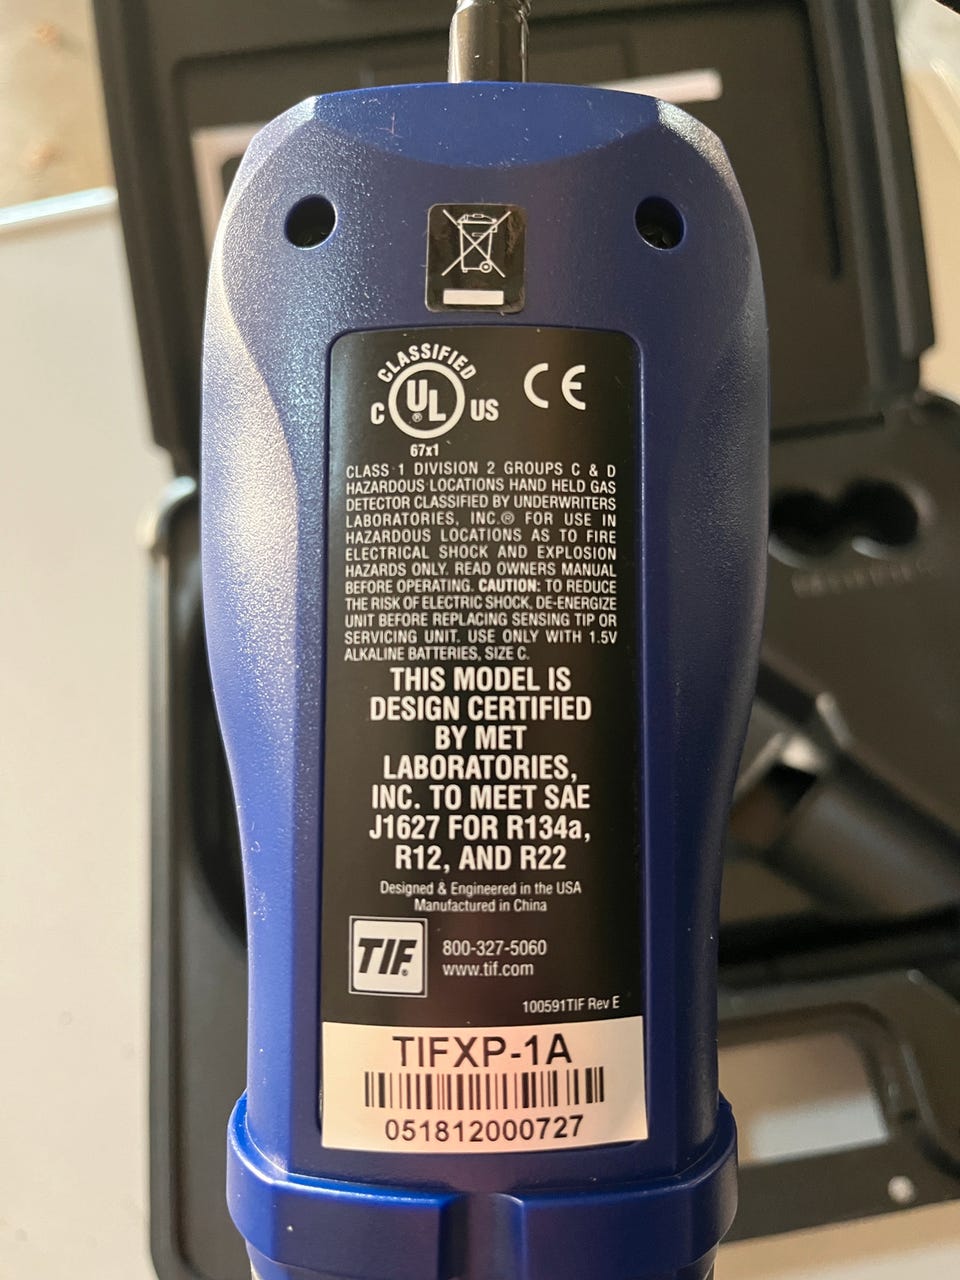 CLASSIFIED
C UL® US
CE
67x1
CLASS 1 DIVISION 2 GROUPS C & D
HAZARDOUS LOCATIONS HAND HELD GAS
DETECTOR CLASSIFIED BY UNDERWRITERS
LABORATORIES, INC.® FOR USE IN
HAZARDOUS LOCATIONS AS TO FIRE
ELECTRICAL SHOCK AND EXPLOSION
HAZARDS ONLY. READ OWNERS MANUAL
BEFORE OPERATING. CAUTION: TO REDUCE
THE RISK OF ELECTRIC SHOCK, DE-ENERGIZE
UNIT BEFORE REPLACING SENSING TIP OR
SERVICING UNIT. USE ONLY WITH 1.5V
ALKALINE BATTERIES, SIZE C.
THIS MODEL IS
DESIGN CERTIFIED
BY MET
LABORATORIES,
INC. TO MEET SAE
J1627 FOR R134a,
R12, AND R22
Designed & Engineered in the USA
Manufactured in China
TIF®
800-327-5060
www.tif.com
100591TIF Rev E
TIFXP-1A
051812000727